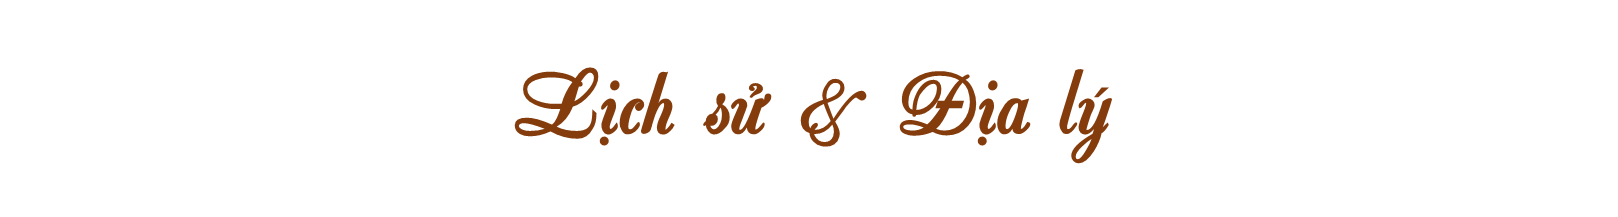 Lịch sử & Địa lý